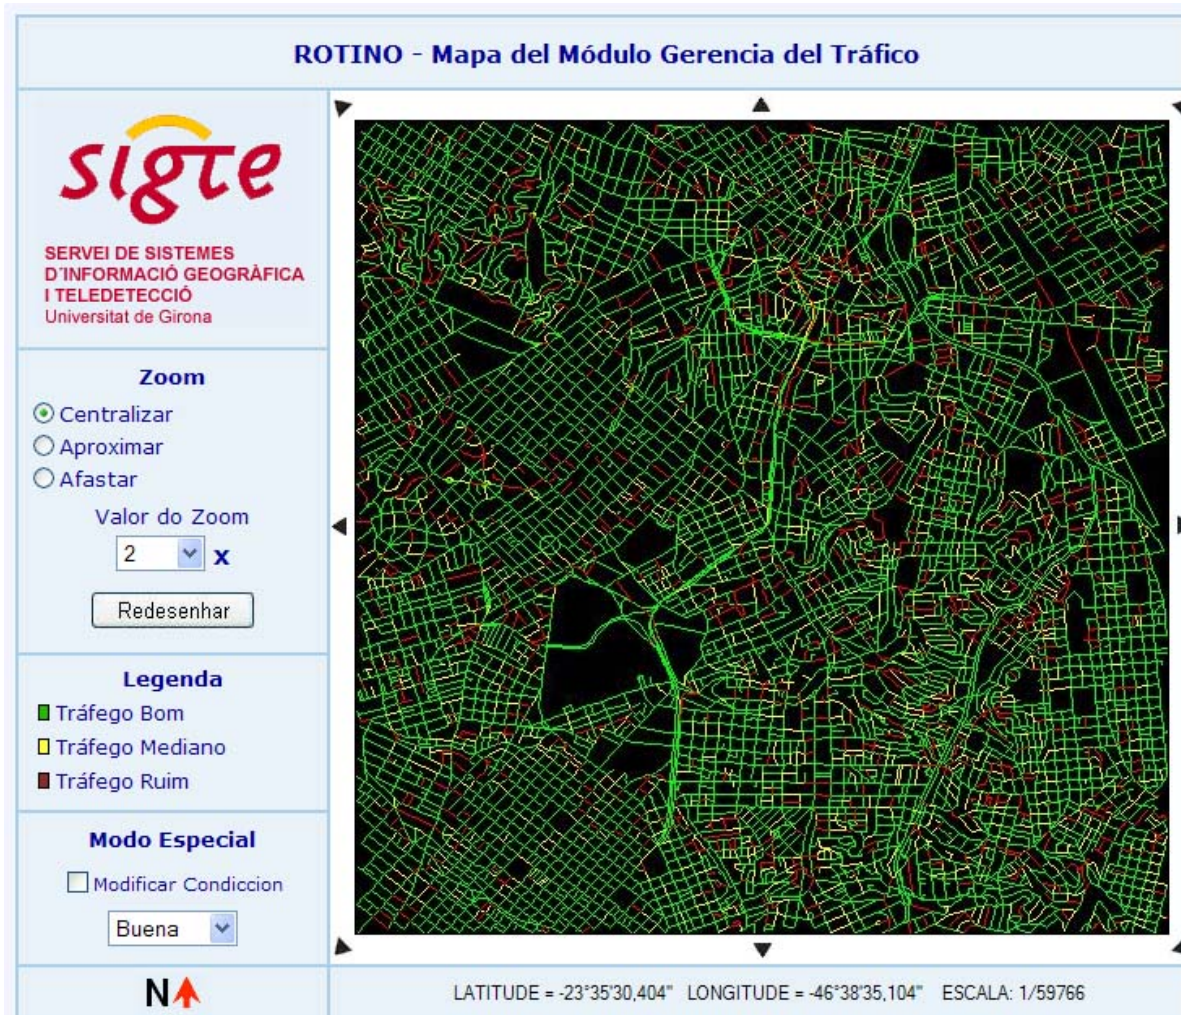 ROTINO - Mapa del Módulo Gerencia del Tráfico
sigte
SERVEI DE SISTEMES
D´INFORMACIÓ GEOGRÀFICA
I TELEDETECCIÓ
Universitat de Girona
Zoom
Centralizar
Aproximar
Afastar
Valor do Zoom
2 x
Redesenhar
Legenda
Tráfego Bom
Tráfego Mediano
Tráfego Ruim
Modo Especial
Modificar Condiccion
Buena
N
LATITUDE = -23°35'30,404" LONGITUDE = -46°38'35,104" ESCALA: 1/59766